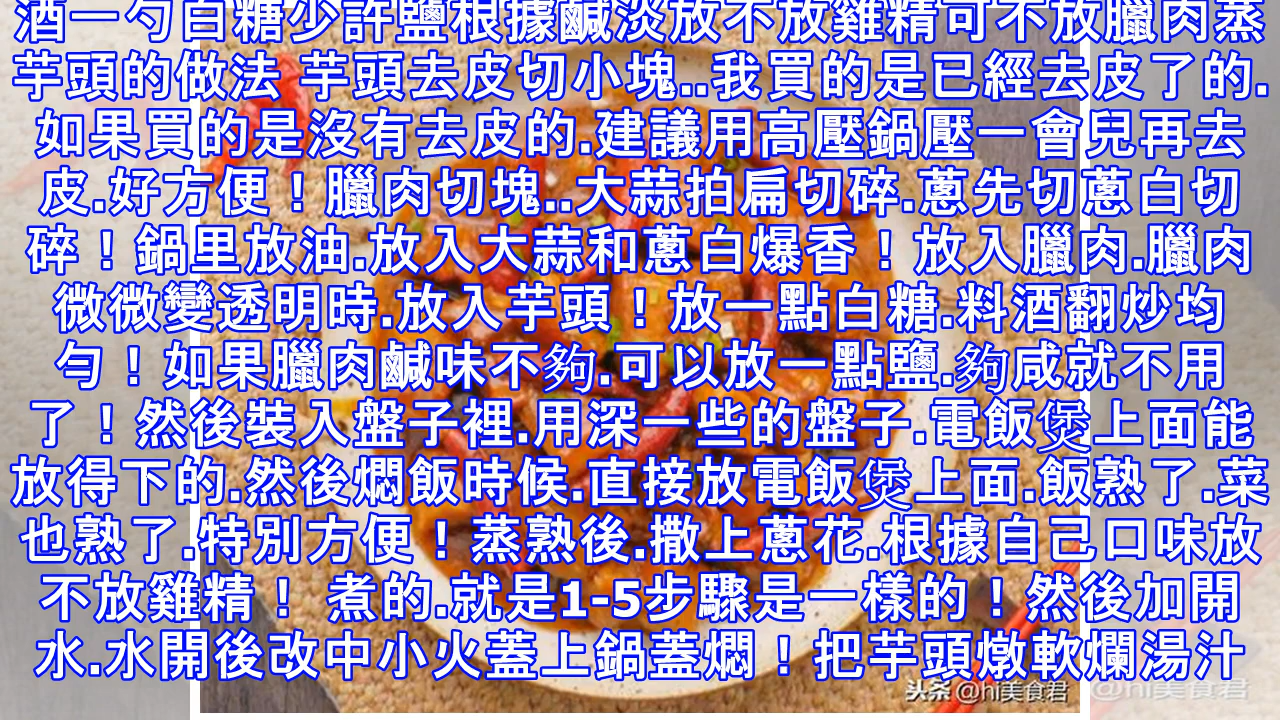 酒一勺白糖少許鹽根據鹹淡放不放雞精可不放臘肉蒸
芋頭的做法 芋頭去皮切小塊..我買的是已經去皮了的.
如果買的是沒有去皮的.建議用高壓鍋壓一會兒再去
皮.好方便！臘肉切塊..大蒜拍扁切碎.蔥先切蔥白切
碎！鍋里放油.放入大蒜和蔥白爆香！放入臘肉.臘肉
微微變透明時.放入芋頭！放一點白糖.料酒翻炒均
勻！如果臘肉鹹味不夠.可以放一點鹽.夠咸就不用
了！然後裝入盤子裡.用深一些的盤子.電飯煲上面能
放得下的.然後燜飯時候.直接放電飯煲上面.飯熟了.菜
也熟了.特別方便！蒸熟後.撒上蔥花.根據自己口味放
不放雞精！ 煮的.就是1-5步驟是一樣的！然後加開
水.水開後改中小火蓋上鍋蓋燜！把芋頭燉軟爛湯汁
头条 @hi美食君 @hi美食君